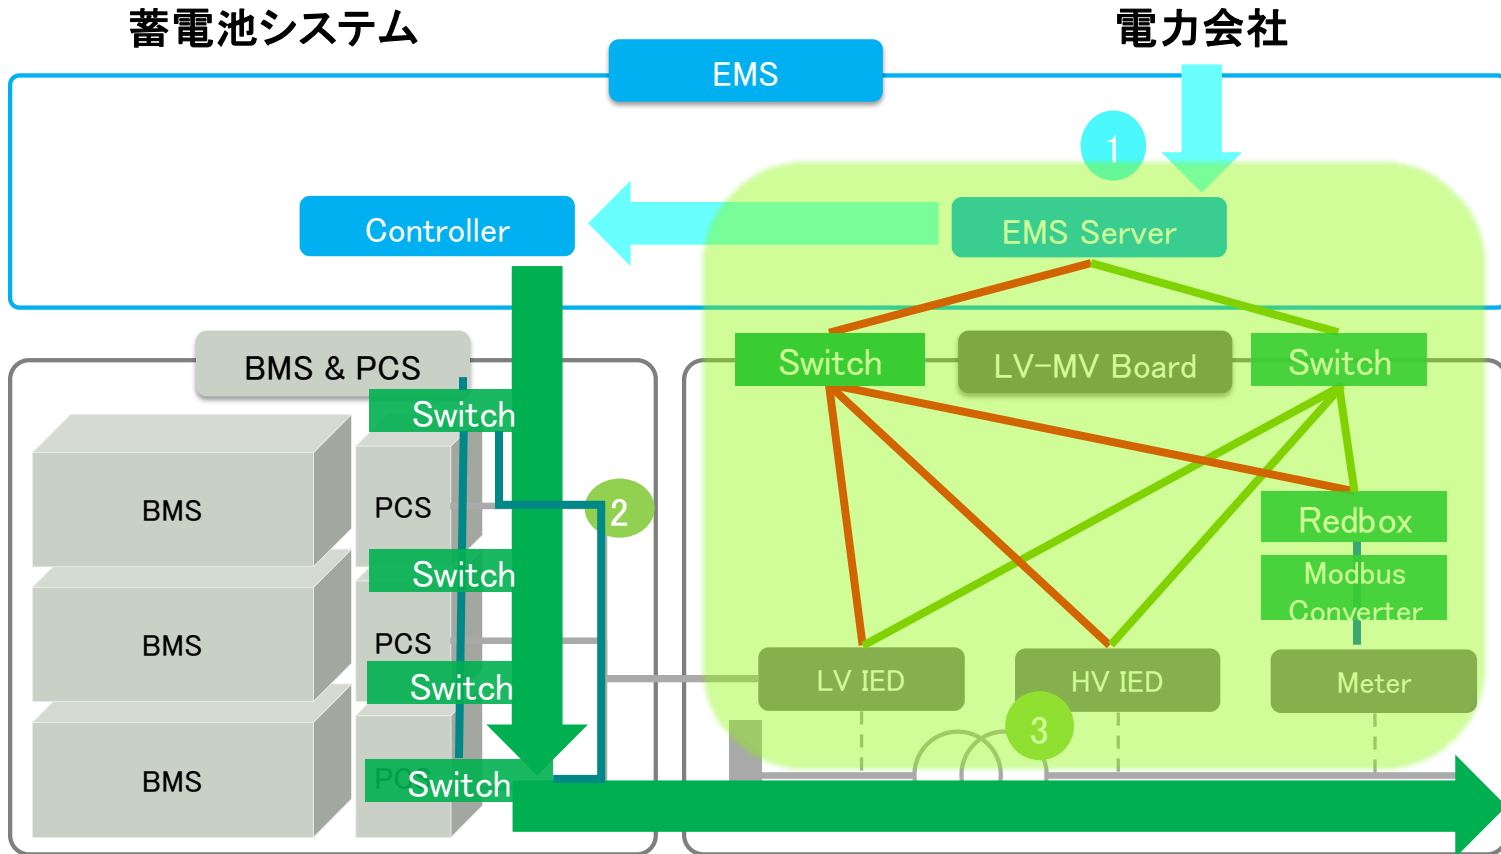 蓄電池システム
電力会社
EMS
1
Controller
EMS Server
BMS & PCS
Switch
LV-MV Board
Switch
Switch
BMS
PCS
2
Redbox
Switch
Modbus
Converter
BMS
PCS
Switch
LV IED
HV IED
Meter
3
BMS
PCS
Switch